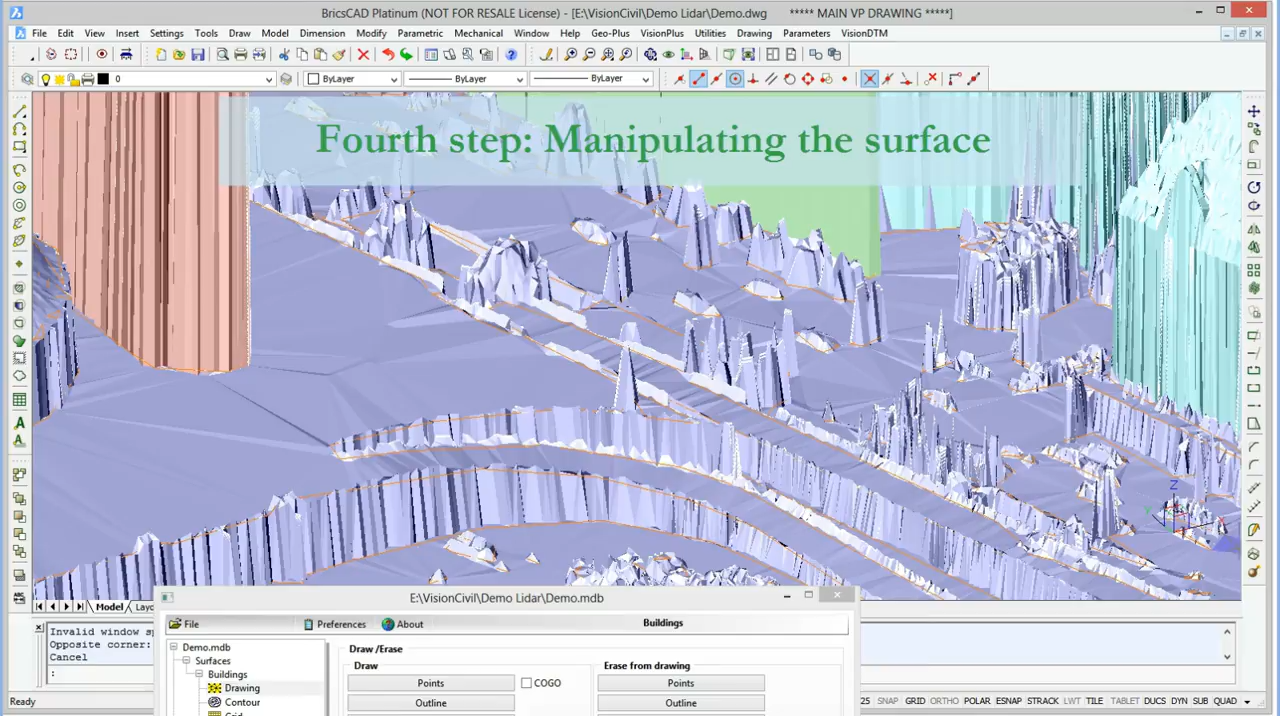 BricsCAD Platinum (NOT FOR RESALE License) - [E:\VisionCivil\Demo Lidar\Demo.dwg ***** MAIN VP DRAWING *****]
File Edit View Insert Settings Tools Draw Model Dimension Modify Parametric Mechanical Window Help Geo-Plus VisionPlus Utilities Drawing Parameters VisionDTM
0 ByLayer ByLayer ByLayer
Fourth step: Manipulating the surface
Z
Model Layo
E:\VisionCivil\Demo Lidar\Demo.mdb
File Preferences About Buildings
Invalid window sp
Opposite corner:
Cancel
:
Demo.mdb
Surfaces
Buildings
Drawing
Contour
Draw /Erase
Draw Erase from drawing
Points COGO Points
Outline Outline
Ready
25 SNAP GRID ORTHO POLAR ESNAP STRACK LWT TILE TABLET DUCS DYN SUB QUAD